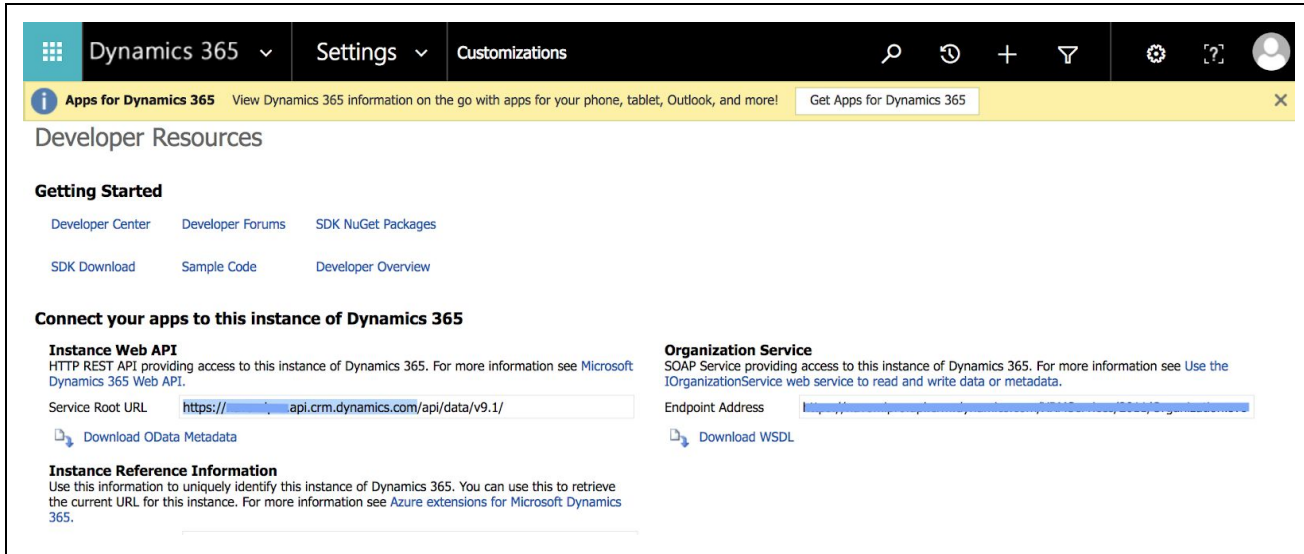 Dynamics 365 Settings Customizations
Apps for Dynamics 365 View Dynamics 365 information on the go with apps for your phone, tablet, Outlook, and more! Get Apps for Dynamics 365
Developer Resources
Getting Started
Developer Center Developer Forums SDK NuGet Packages
SDK Download Sample Code Developer Overview
Connect your apps to this instance of Dynamics 365
Instance Web API
HTTP REST API providing access to this instance of Dynamics 365. For more information see Microsoft
Dynamics 365 Web API.
Service Root URL https:// api.crm.dynamics.com/api/data/v9.1/
Download OData Metadata
Instance Reference Information
Use this information to uniquely identify this instance of Dynamics 365. You can use this to retrieve
the current URL for this instance. For more information see Azure extensions for Microsoft Dynamics
365.
Organization Service
SOAP Service providing access to this instance of Dynamics 365. For more information see Use the
IOrganizationService web service to read and write data or metadata.
Endpoint Address
Download WSDL